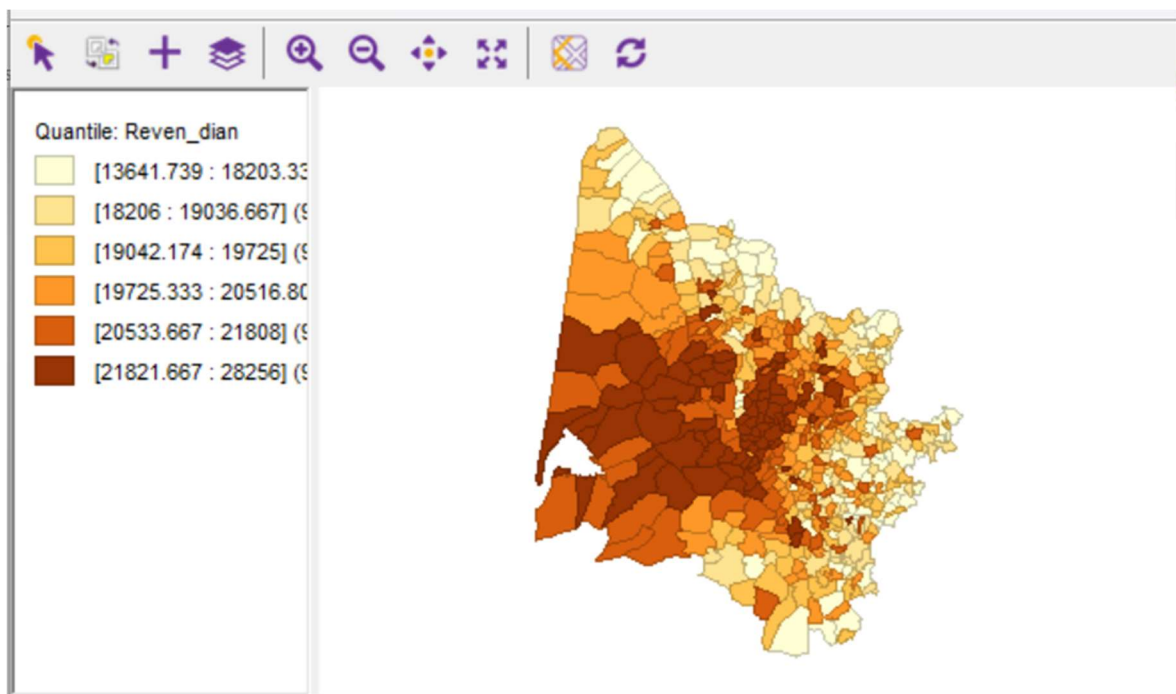 Quantile: Reven_dian
[13641.739 : 18203.33
[18206 : 19036.667] (9
[19042.174 : 19725] (9
[19725.333 : 20516.80
[20533.667 : 21808] (9
[21821.667 : 28256] (9